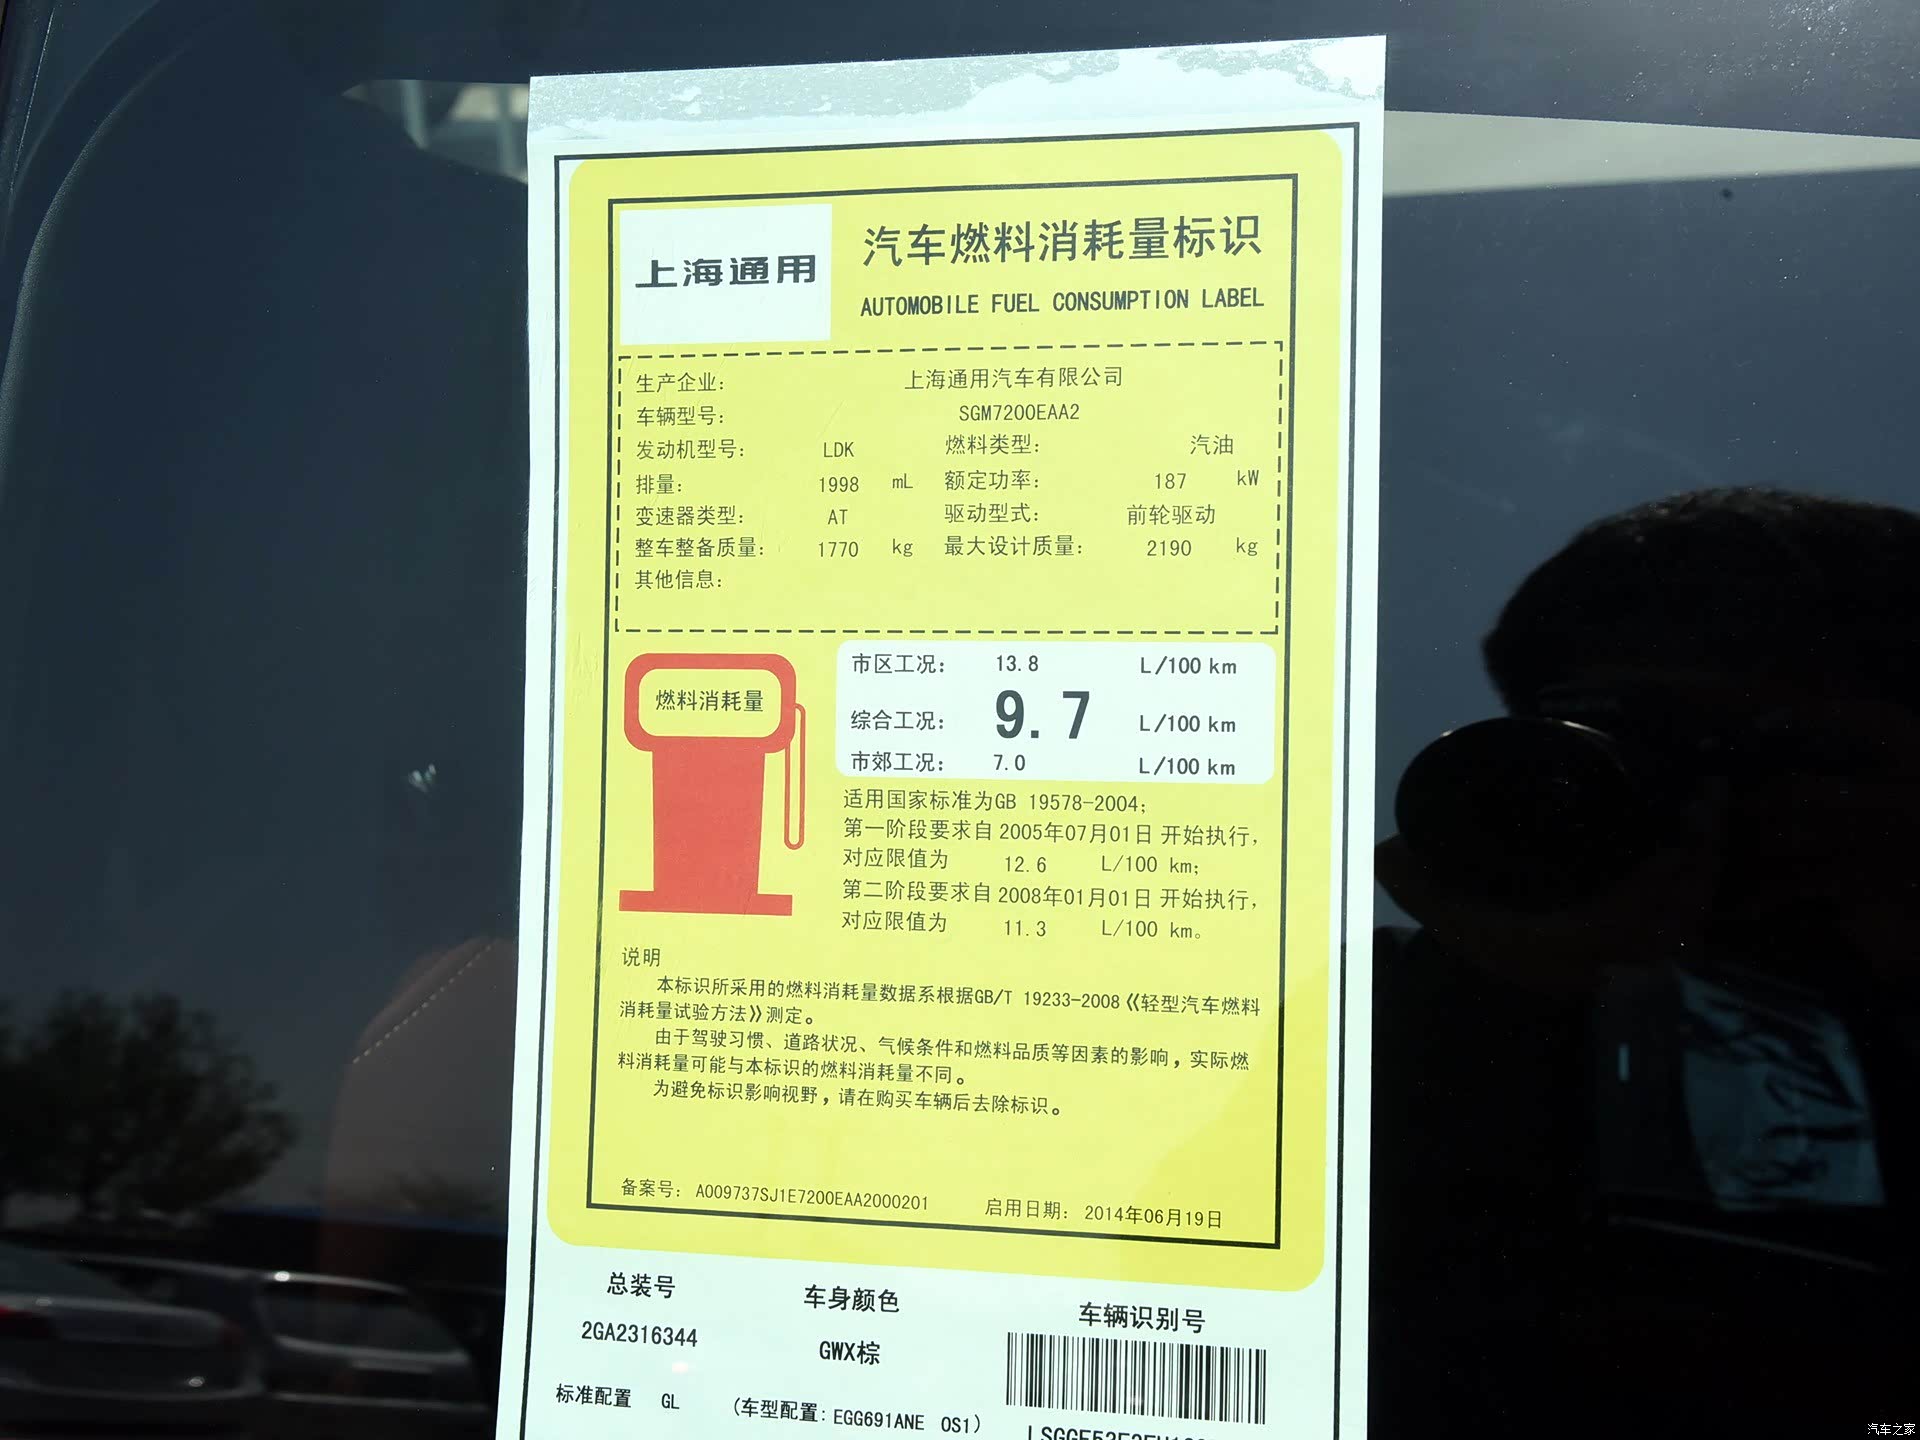 上海通用
汽车燃料消耗量标识
AUTOMOBILE FUEL CONSUMPTION LABEL
生产企业: 上海通用汽车有限公司
车辆型号: SGM7200EAA2
发动机型号: LDK 燃料类型: 汽油
排量: 1998 mL 额定功率: 187 kW
变速器类型: AT 驱动型式: 前轮驱动
整车整备质量: 1770 kg 最大设计质量: 2190 kg
其他信息:
燃料消耗量
市区工况: 13.8 L/100 km
综合工况: 9.7 L/100 km
市郊工况: 7.0 L/100 km
适用国家标准为GB 19578-2004;
第一阶段要求自2005年07月01日 开始执行,
对应限值为 12.6 L/100 km;
第二阶段要求自2008年01月01日 开始执行,
对应限值为 11.3 L/100 km。
说明
本标识所采用的燃料消耗量数据系根据GB/T 19233-2008《轻型汽车燃料
消耗量试验方法》测定。
由于驾驶习惯、道路状况、气候条件和燃料品质等因素的影响,实际燃
料消耗量可能与本标识的燃料消耗量不同。
为避免标识影响视野,请在购买车辆后去除标识。
备案号: A009737SJ1E7200EAA2000201 启用日期: 2014年06月19日
总装号 车身颜色 车辆识别号
2GA2316344 GWX棕
标准配置 GL (车型配置:EGG691ANE OS1)
汽车之家